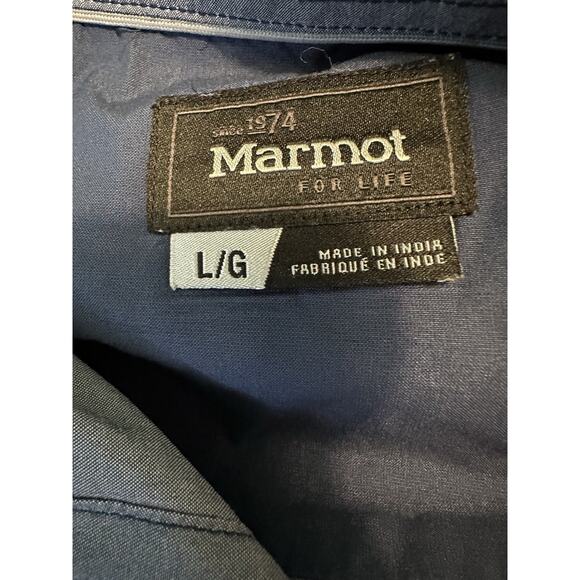 since 1974
Marmot
FOR LIFE
L/G
MADE IN INDIA
FABRIQUÉ EN INDE